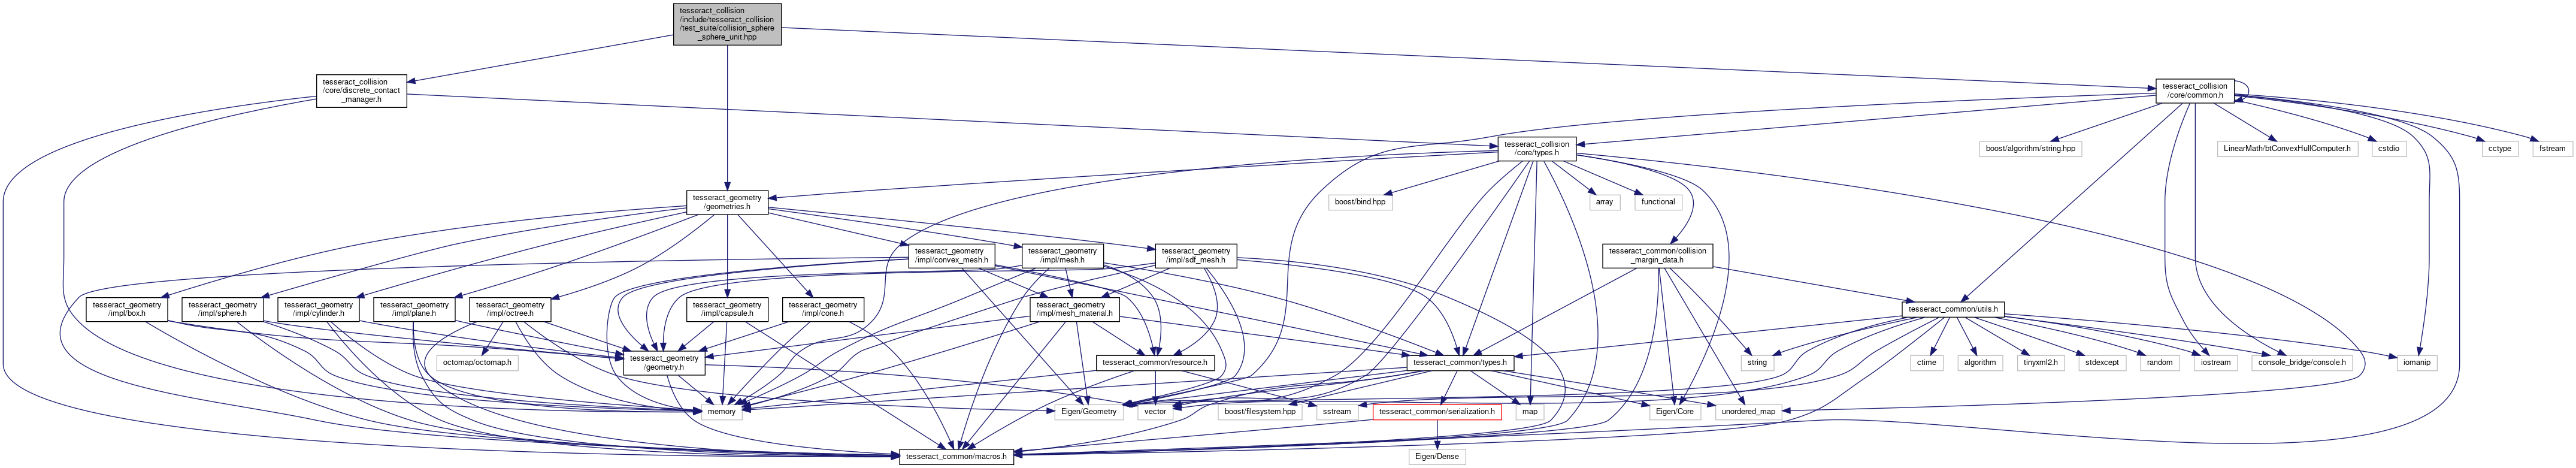 tesseract_collision
/include/tesseract_collision
/test_suite/collision_sphere
_sphere_unit.hpp
tesseract_collision
/core/discrete_contact
_manager.h
tesseract_collision
/core/common.h
tesseract_collision
/core/types.h
boost/algorithm/string.hpp
LinearMath/btConvexHullComputer.h
cstdio
cctype
fstream
tesseract_geometry
/geometries.h
boost/bind.hpp
array
functional
tesseract_geometry
/impl/convex_mesh.h
tesseract_geometry
/impl/mesh.h
tesseract_geometry
/impl/sdf_mesh.h
tesseract_common/collision
_margin_data.h
tesseract_geometry
/impl/box.h
tesseract_geometry
/impl/sphere.h
tesseract_geometry
/impl/cylinder.h
tesseract_geometry
/impl/plane.h
tesseract_geometry
/impl/octree.h
tesseract_geometry
/impl/capsule.h
tesseract_geometry
/impl/cone.h
tesseract_geometry
/impl/mesh_material.h
tesseract_common/utils.h
octomap/octomap.h
tesseract_geometry
/geometry.h
tesseract_common/resource.h
tesseract_common/types.h
string
ctime
algorithm
tinyxml2.h
stdexcept
random
iostream
console_bridge/console.h
iomanip
memory
Eigen/Geometry
vector
boost/filesystem.hpp
sstream
tesseract_common/serialization.h
map
Eigen/Core
unordered_map
tesseract_common/macros.h
Eigen/Dense